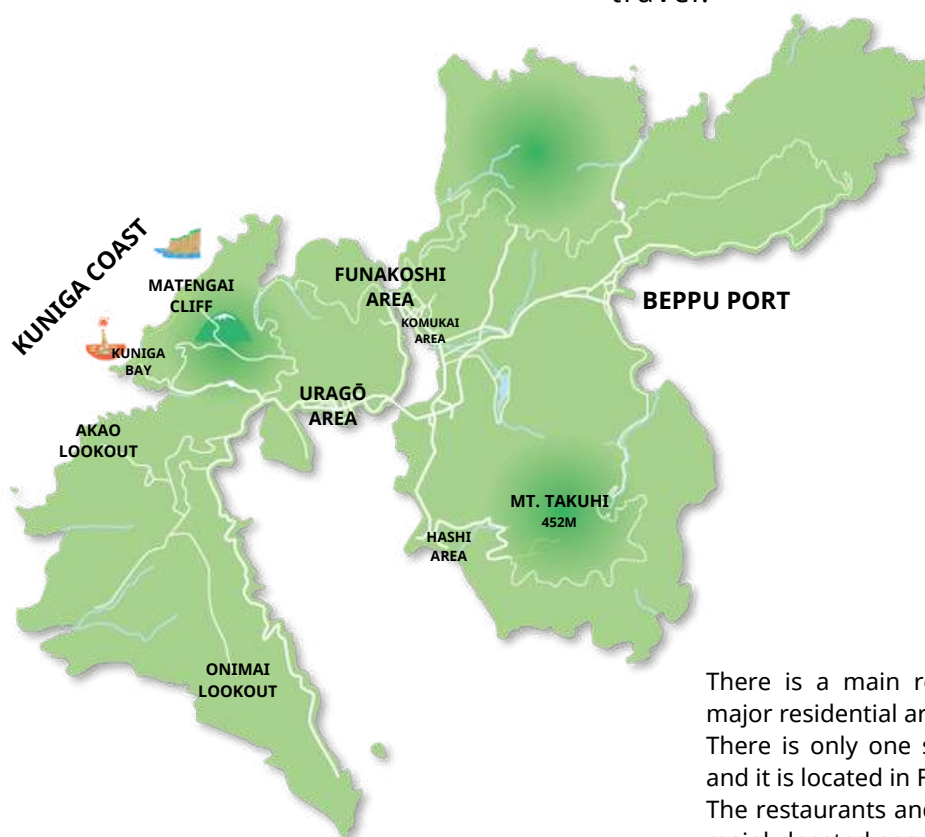 travel.
KUNIGA COAST
MATENGAI
CLIFF
FUNAKOSHI
AREA
KOMUKAI
AREA
BEPPU PORT
KUNIGA
BAY
URAGŌ
AREA
AKAO
LOOKOUT
MT. TAKUHI
452M
HASHI
AREA
ONIMAI
LOOKOUT
There is a main
major residential
There is only one
and it is located in
The restaurants